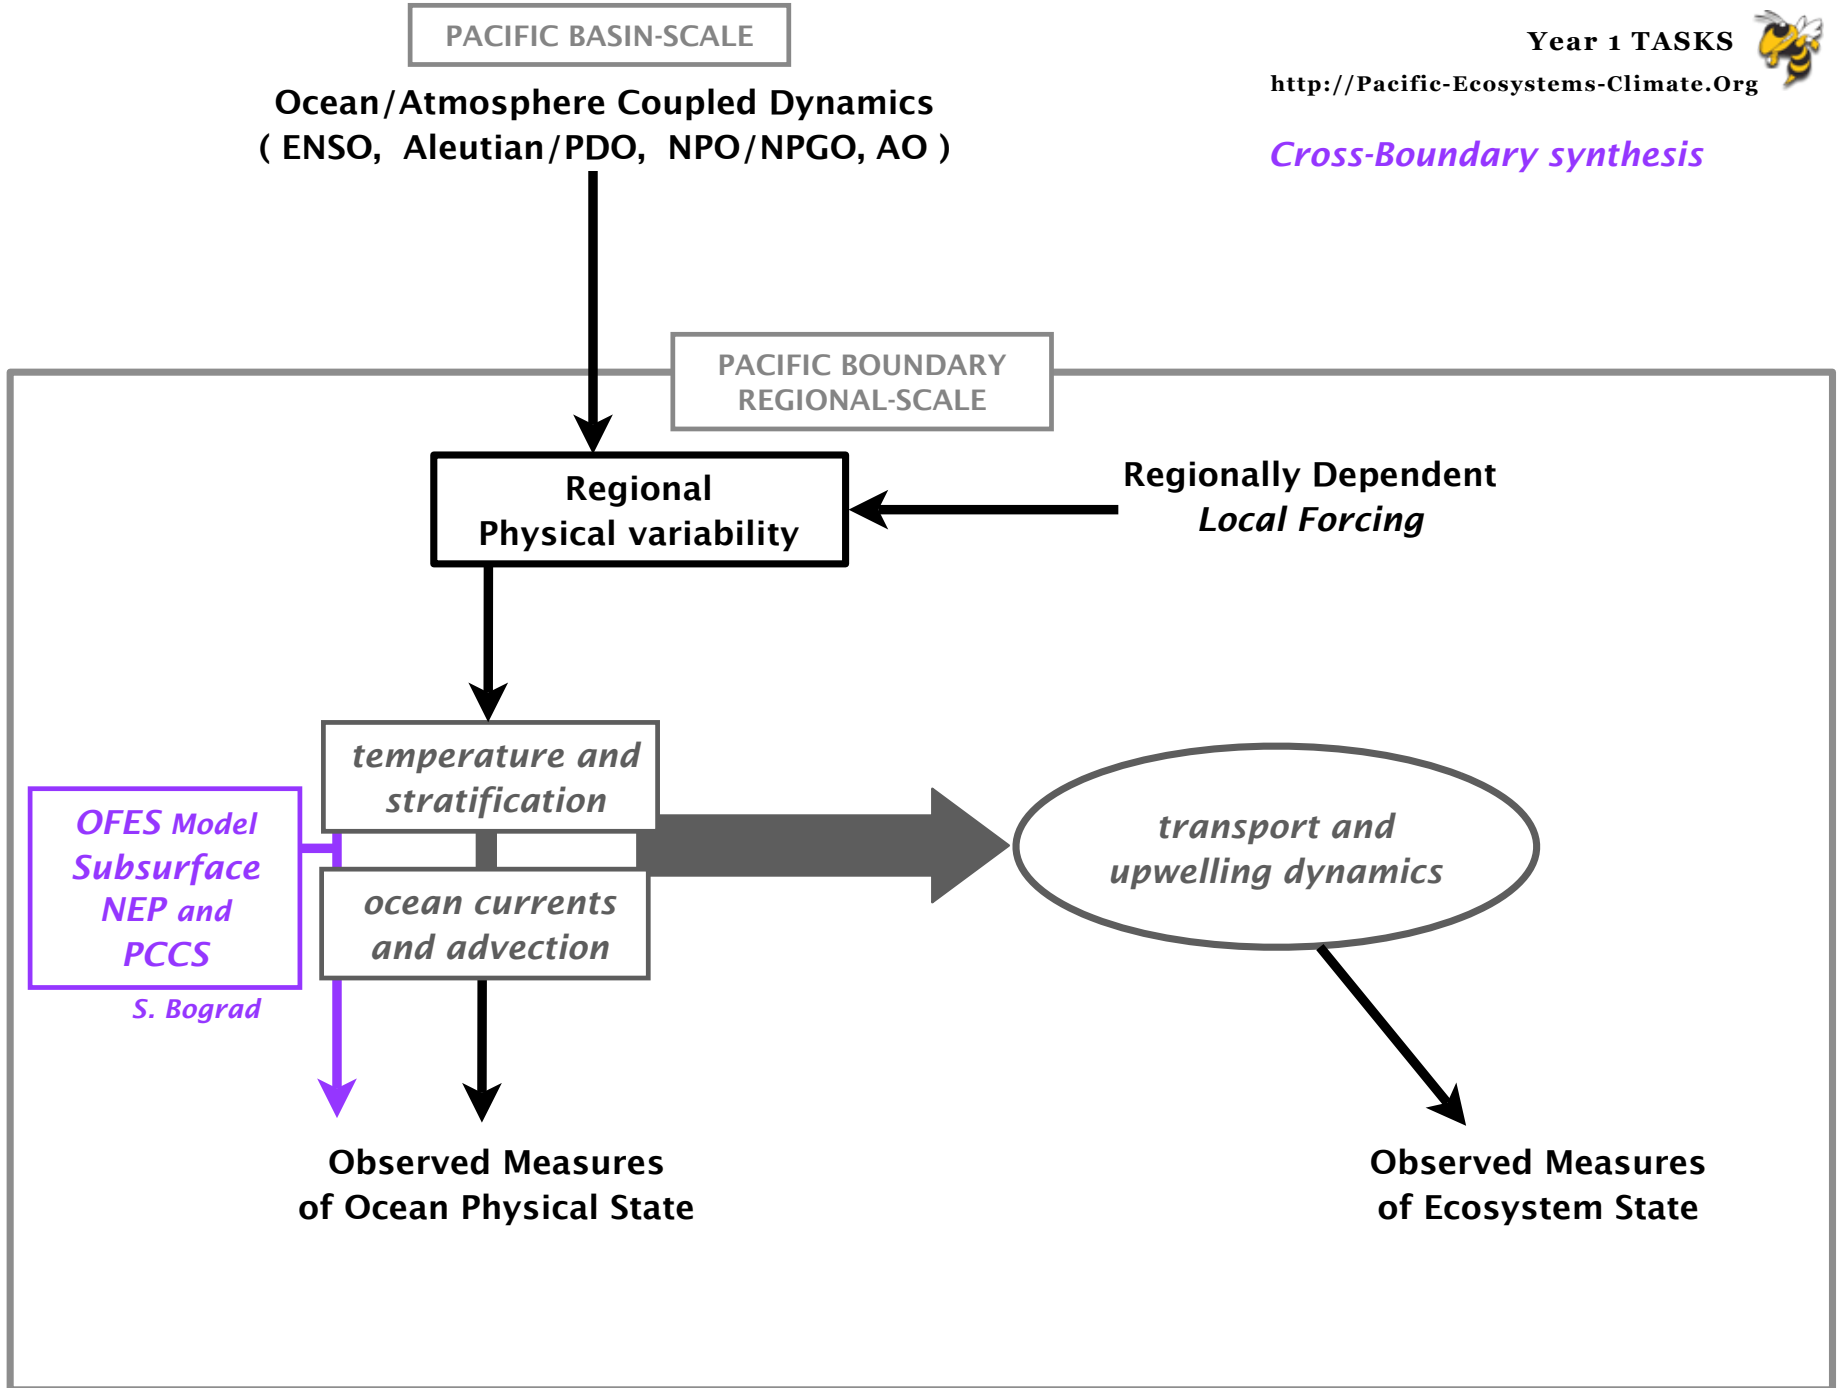 PACIFIC BASIN-SCALE
Year 1 TASKS
http://Pacific-Ecosystems-Climate.Org
Ocean/Atmosphere Coupled Dynamics
( ENSO, Aleutian/PDO, NPO/NPGO, AO )
Cross-Boundary synthesis
PACIFIC BOUNDARY
REGIONAL-SCALE
Regional
Physical variability
Regionally Dependent
Local Forcing
temperature and
stratification
OFES Model
Subsurface
NEP and
PCCS
S. Bograd
ocean currents
and advection
transport and
upwelling dynamics
Observed Measures
of Ocean Physical State
Observed Measures
of Ecosystem State